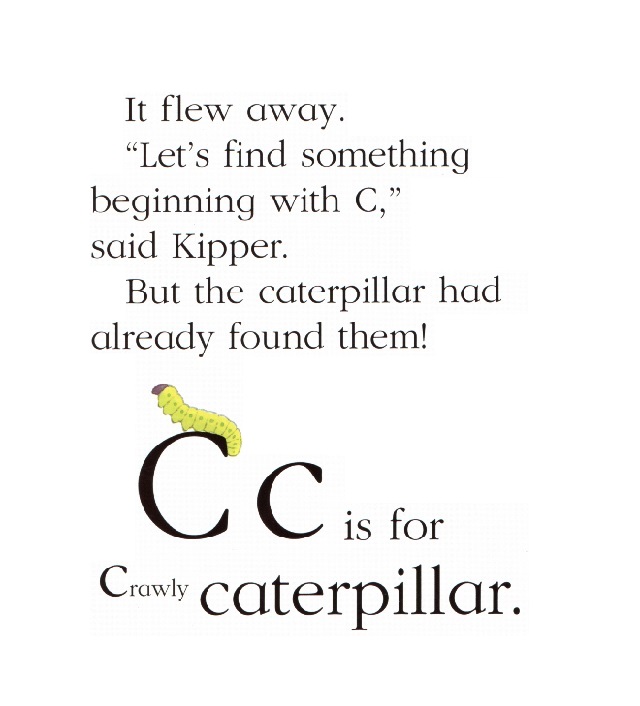 It flew away.
“Let’s find something
beginning with C,”
said Kipper.
But the caterpillar had
already found them!
Cc is for
Crawly caterpillar.